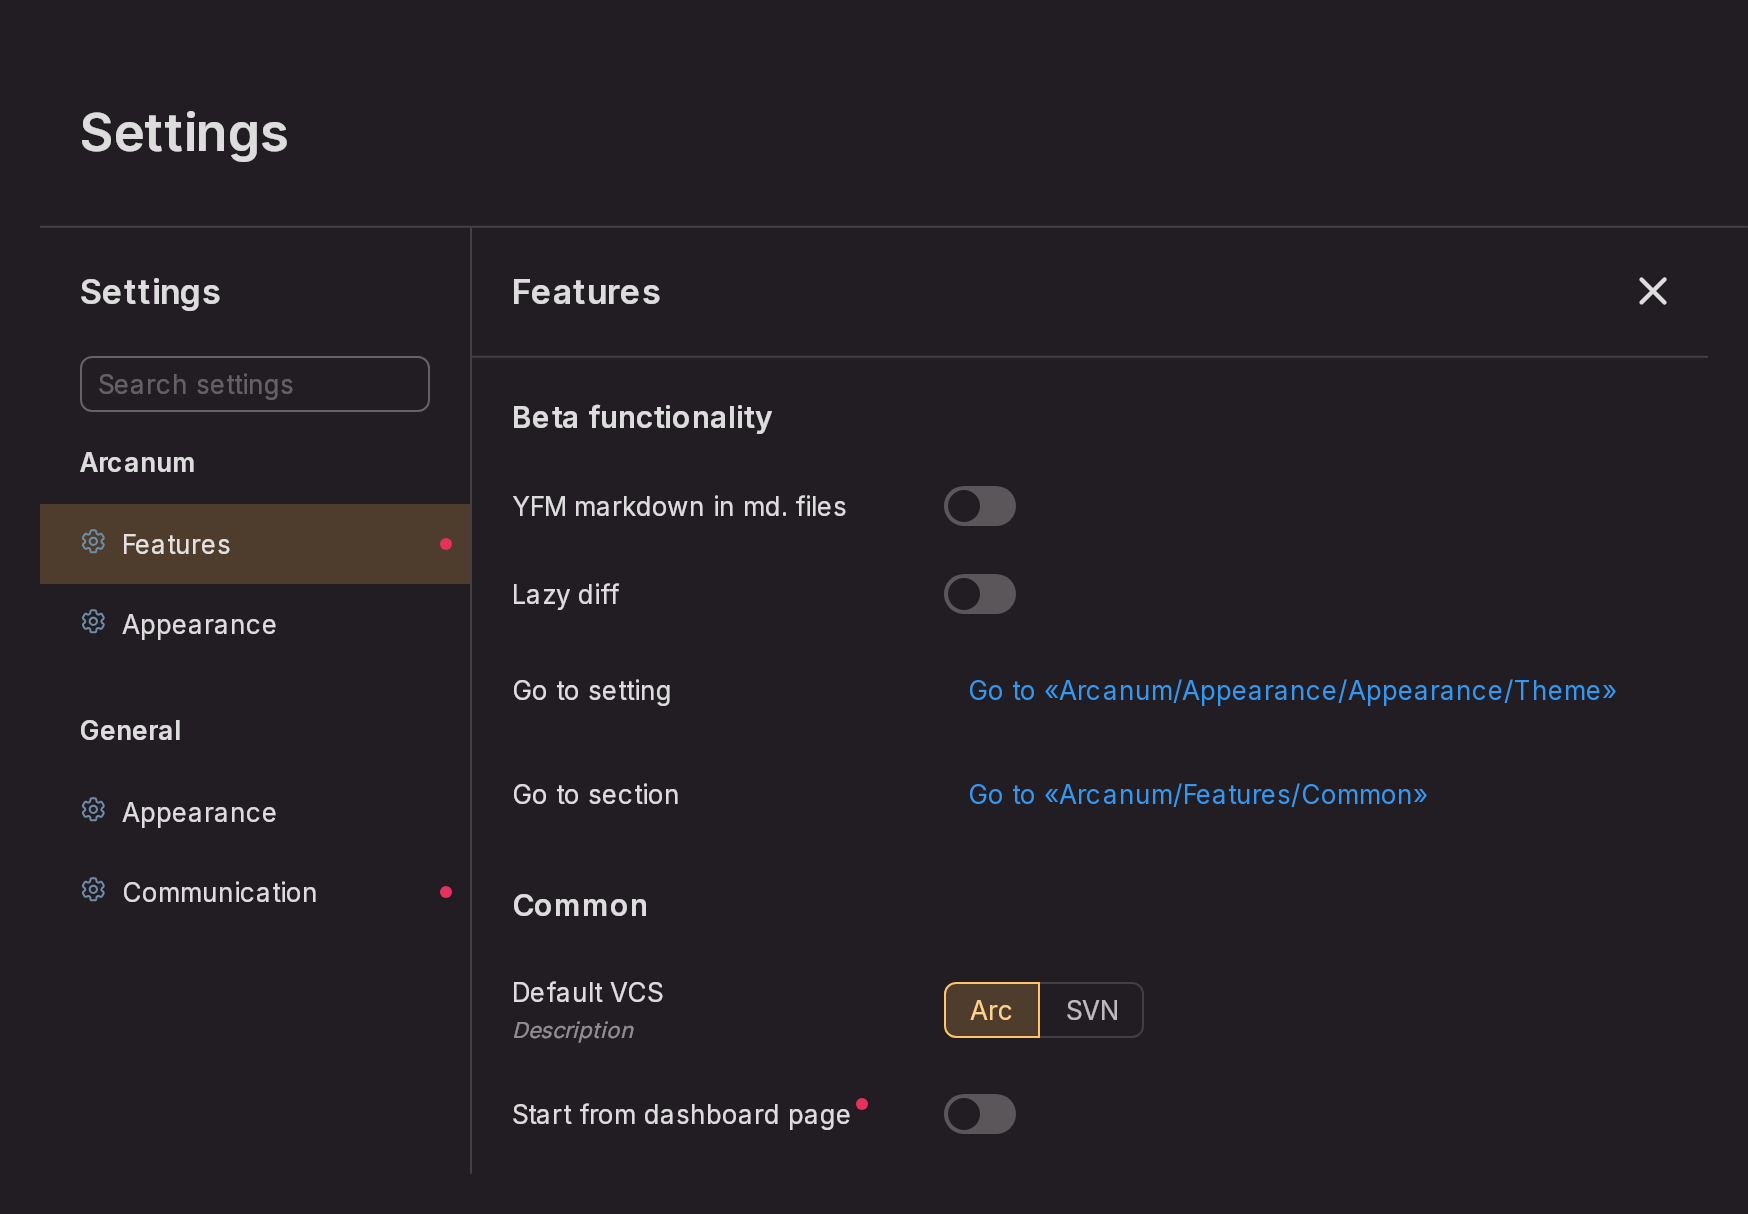 Settings
Settings
Search settings
Arcanum
Features
Appearance
General
Appearance
Communication
Features
Beta functionality
YFM markdown in md. files
Lazy diff
Go to setting
Go to «Arcanum/Appearance/Appearance/Theme»
Go to section
Go to «Arcanum/Features/Common»
Common
Default VCS
Description
Arc
SVN
Start from dashboard page